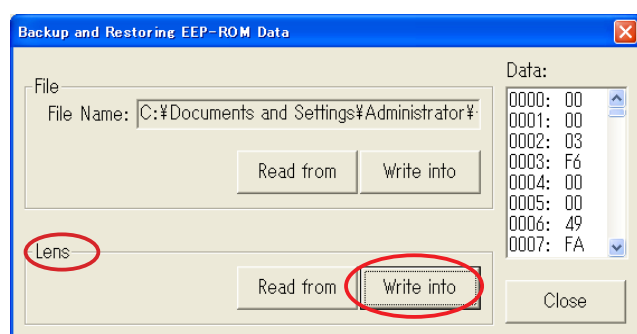 Backup and Restoring EEP-ROM Data
File
File Name: C:¥Documents and Settings¥Administrator¥
Read from
Write into
Lens
Read from
Write into
Data:
0000: 00
0001: 00
0002: 03
0003: F6
0004: 00
0005: 00
0006: 49
0007: FA
Close